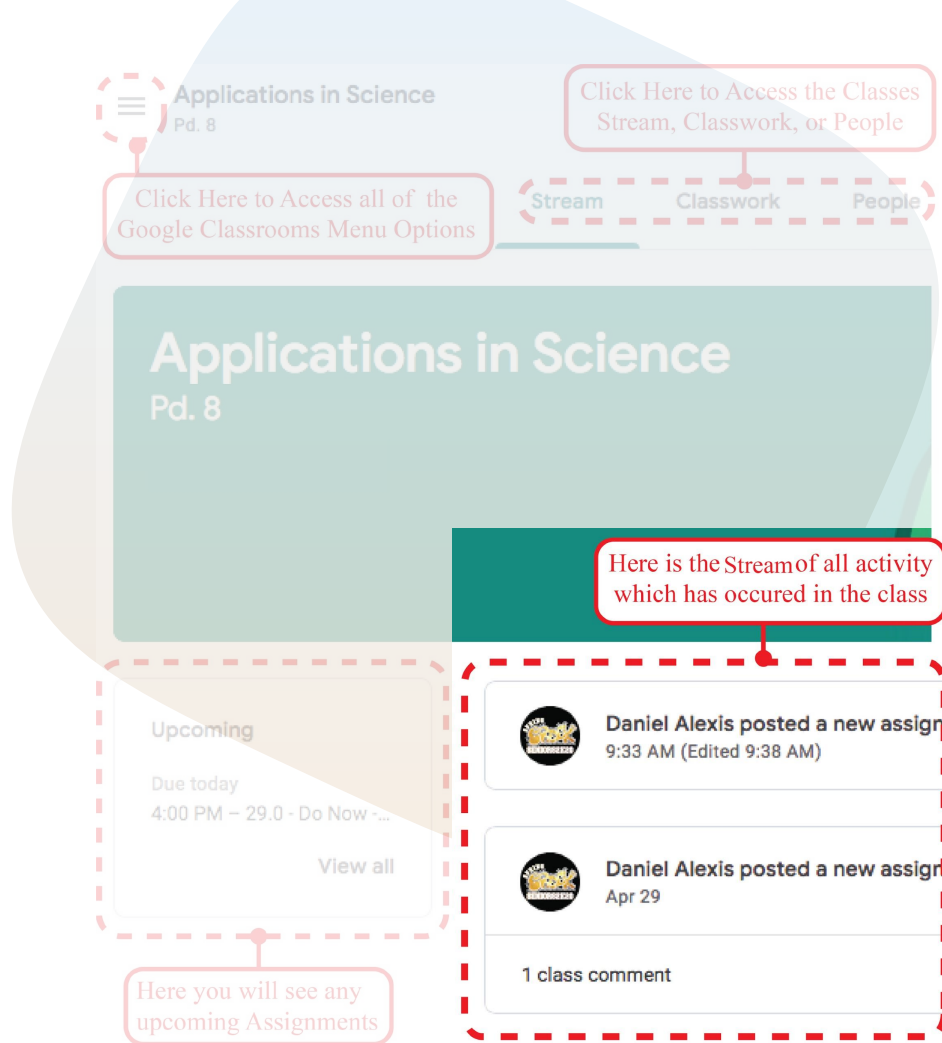 Applications in Science
Pd. 8
Click Here to Access the Classes
Stream, Classwork, or People
Click Here to Access all of the
Google Classrooms Menu Options
Stream Classwork People
Applications in Science
Pd. 8
Here is the Stream of all activity
which has occured in the class
Upcoming
Due today
4:00 PM – 29.0 - Do Now -...
View all
Daniel Alexis posted a new assign
9:33 AM (Edited 9:38 AM)
Daniel Alexis posted a new assign
Apr 29
1 class comment
Here you will see any
upcoming Assignments